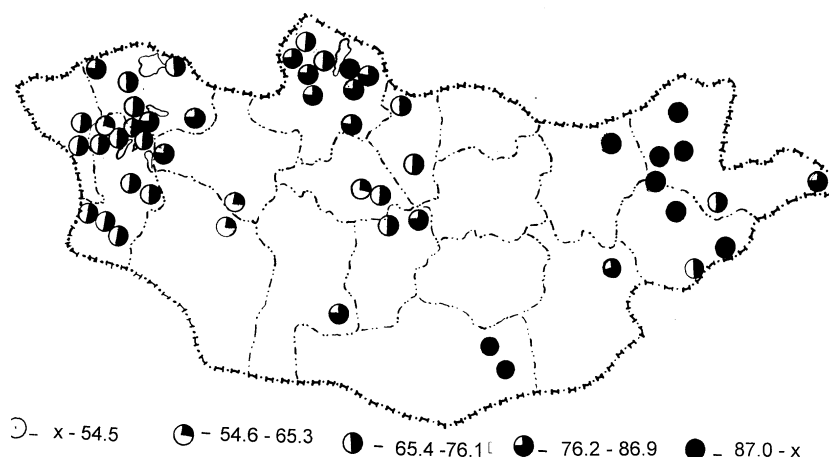 – x - 54.5 – 54.6 - 65.3 – 65.4 -76.1 – 76.2 - 86.9 – 87.0 - x